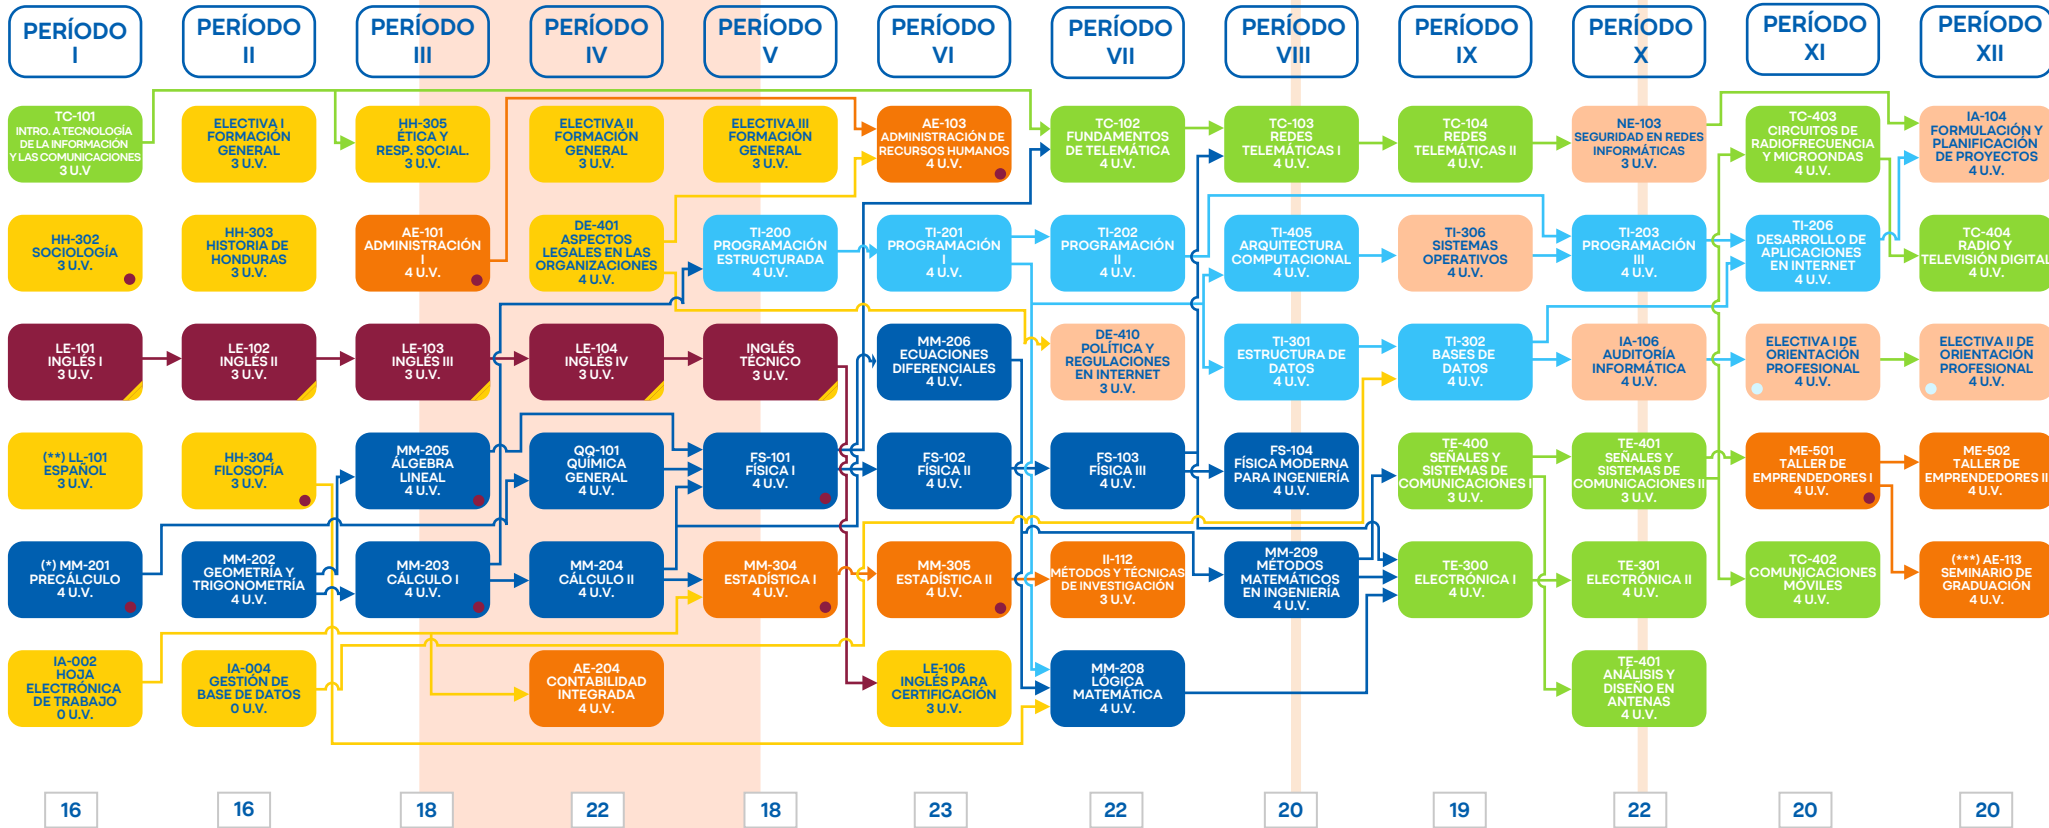 PERÍODO
I
PERÍODO
II
PERÍODO
III
PERÍODO
IV
PERÍODO
V
PERÍODO
VI
PERÍODO
VII
PERÍODO
VIII
PERÍODO
IX
PERÍODO
X
PERÍODO
XI
PERÍODO
XII
TC-101
INTRO. A TECNOLOGÍA
DE LA INFORMACIÓN
Y LAS COMUNICACIONES
3 U.V
ELECTIVA I
FORMACIÓN
GENERAL
3 U.V.
HH-305
ÉTICA Y
RESP. SOCIAL.
3 U.V.
ELECTIVA II
FORMACIÓN
GENERAL
3 U.V.
ELECTIVA III
FORMACIÓN
GENERAL
3 U.V.
AE-103
ADMINISTRACIÓN DE
RECURSOS HUMANOS
4 U.V.
TC-102
FUNDAMENTOS
DE TELEMÁTICA
4 U.V.
TC-103
REDES
TELEMÁTICAS I
4 U.V.
TC-104
REDES
TELEMÁTICAS II
4 U.V.
NE-103
SEGURIDAD EN REDES
INFORMÁTICAS
3 U.V.
TC-403
CIRCUITOS DE
RADIOFRECUENCIA
Y MICROONDAS
4 U.V.
IA-104
FORMULACIÓN Y
PLANIFICACIÓN
DE PROYECTOS
4 U.V.
HH-302
SOCIOLOGÍA
3 U.V.
HH-303
HISTORIA DE
HONDURAS
3 U.V.
AE-101
ADMINISTRACIÓN
I
4 U.V.
DE-401
ASPECTOS
LEGALES EN LAS
ORGANIZACIONES
4 U.V.
TI-200
PROGRAMACIÓN
ESTRUCTURADA
4 U.V.
TI-201
PROGRAMACIÓN
I
4 U.V.
TI-202
PROGRAMACIÓN
II
4 U.V.
TI-405
ARQUITECTURA
COMPUTACIONAL
4 U.V.
TI-306
SISTEMAS
OPERATIVOS
4 U.V.
TI-203
PROGRAMACIÓN
III
4 U.V.
TI-206
DESARROLLO DE
APLICACIONES
EN INTERNET
4 U.V.
TC-404
RADIO Y
TELEVISIÓN DIGITAL
4 U.V.
LE-101
INGLÉS I
3 U.V.
LE-102
INGLÉS II
3 U.V.
LE-103
INGLÉS III
3 U.V.
LE-104
INGLÉS IV
3 U.V.
INGLÉS
TÉCNICO
3 U.V.
MM-206
ECUACIONES
DIFERENCIALES
4 U.V.
DE-410
POLÍTICA Y
REGULACIONES
EN INTERNET
3 U.V.
TI-301
ESTRUCTURA DE
DATOS
4 U.V.
TI-302
BASES DE
DATOS
4 U.V.
IA-106
AUDITORÍA
INFORMÁTICA
4 U.V.
ELECTIVA I DE
ORIENTACIÓN
PROFESIONAL
4 U.V.
ELECTIVA II DE
ORIENTACIÓN
PROFESIONAL
4 U.V.
(**) LL-101
ESPAÑOL
3 U.V.
HH-304
FILOSOFÍA
3 U.V.
MM-205
ÁLGEBRA
LINEAL
4 U.V.
QQ-101
QUÍMICA
GENERAL
4 U.V.
FS-101
FÍSICA I
4 U.V.
FS-102
FÍSICA II
4 U.V.
FS-103
FÍSICA III
4 U.V.
FS-104
FÍSICA MODERNA
PARA INGENIERÍA
4 U.V.
TE-400
SEÑALES Y
SISTEMAS DE
COMUNICACIONES I
3 U.V.
TE-401
SEÑALES Y
SISTEMAS DE
COMUNICACIONES II
3 U.V.
ME-501
TALLER DE
EMPRENDEDORES I
4 U.V.
ME-502
TALLER DE
EMPRENDEDORES II
4 U.V.
(*) MM-201
PRECÁLCULO
4 U.V.
MM-202
GEOMETRÍA Y
TRIGONOMETRÍA
4 U.V.
MM-203
CÁLCULO I
4 U.V.
MM-204
CÁLCULO II
4 U.V.
MM-304
ESTADÍSTICA I
4 U.V.
MM-305
ESTADÍSTICA II
4 U.V.
II-112
MÉTODOS Y TÉCNICAS
DE INVESTIGACIÓN
3 U.V.
MM-209
MÉTODOS
MATEMÁTICOS
EN INGENIERÍA
4 U.V.
TE-300
ELECTRÓNICA I
4 U.V.
TE-301
ELECTRÓNICA II
4 U.V.
TC-402
COMUNICACIONES
MÓVILES
4 U.V.
(***) AE-113
SEMINARIO DE
GRADUACIÓN
4 U.V.
IA-002
HOJA
ELECTRÓNICA
DE TRABAJO
0 U.V.
IA-004
GESTIÓN DE
BASE DE DATOS
0 U.V.
AE-204
CONTABILIDAD
INTEGRADA
4 U.V.
LE-106
INGLÉS PARA
CERTIFICACIÓN
3 U.V.
MM-208
LÓGICA
MATEMÁTICA
4 U.V.
TE-401
ANÁLISIS Y
DISEÑO EN
ANTENAS
4 U.V.
16
16
18
22
18
23
22
20
19
22
20
20